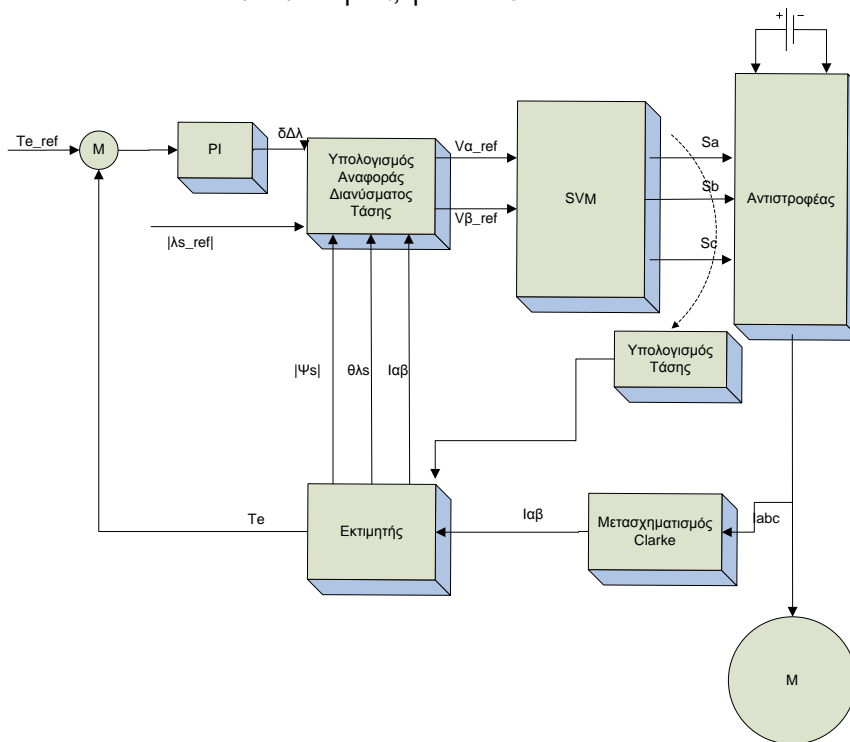 + −
Te_ref
M
PI
δΔλ
Υπολογισμός
Αναφοράς
Διανύσματος
Τάσης
|λs_ref|
Vα_ref
Vβ_ref
SVM
Sa
Sb
Sc
Αντιστροφέας
Υπολογισμός
Τάσης
|Ψs|
θλs
Ιαβ
Te
Εκτιμητής
Ιαβ
Μετασχηματισμός
Clarke
Iabc
M